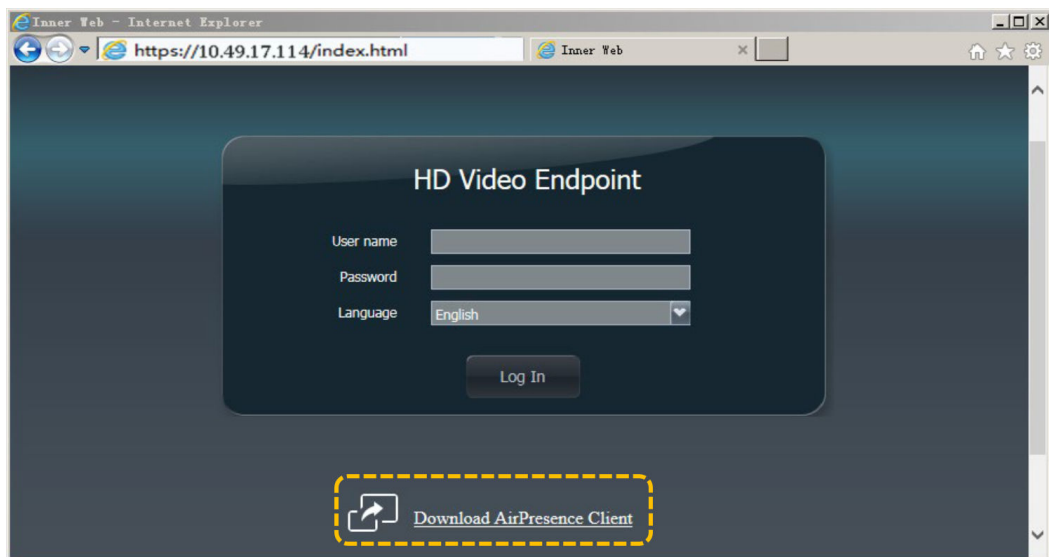 Inner Web - Internet Explorer
https://10.49.17.114/index.html
Inner Web
HD Video Endpoint
User name
Password
Language
English
Log In
Download AirPresence Client